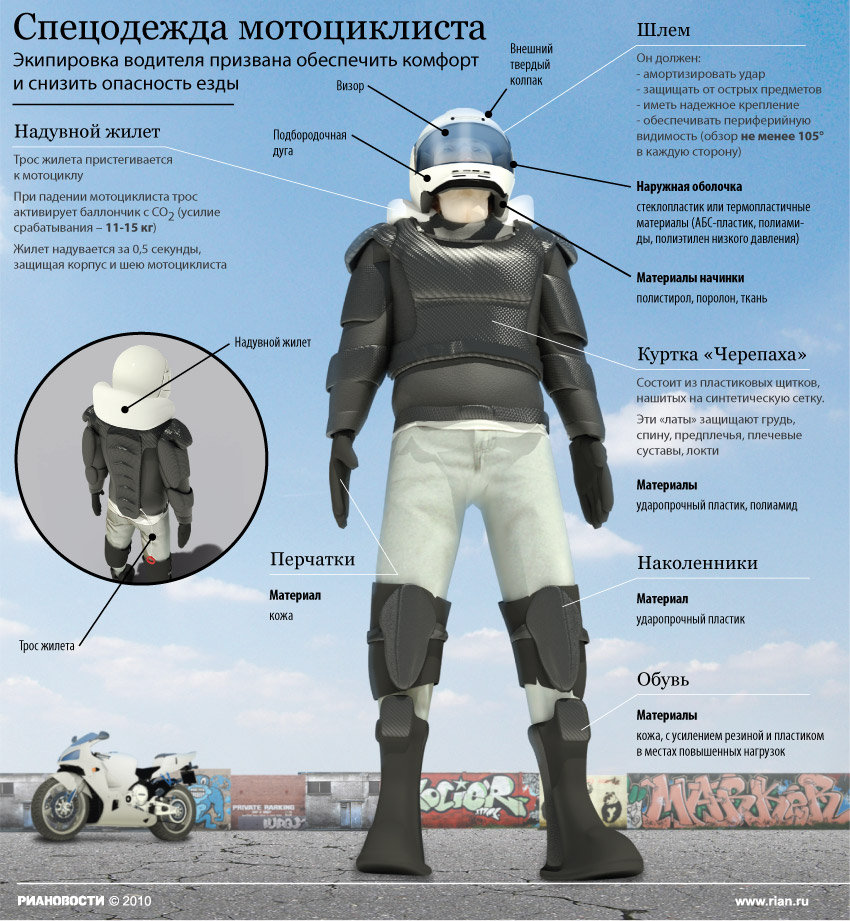 Спецодежда мотоциклиста
Экипировка водителя призвана обеспечить комфорт
и снизить опасность езды
Надувной жилет
Трос жилета пристегивается
к мотоциклу
При падении мотоциклиста трос
активирует баллончик с CO2 (усилие
срабатывания – 11-15 кг)
Жилет надувается за 0,5 секунды,
защищая корпус и шею мотоциклиста
Визор
Внешний
твердый
колпак
Подбородочная
дуга
Шлем
Он должен:
- амортизировать удар
- защищать от острых предметов
- иметь надежное крепление
- обеспечивать периферийную
видимость (обзор не менее 105°
в каждую сторону)
Наружная оболочка
стеклопластик или термопластичные
материалы (АБС-пластик, полиами-
ды, полиэтилен низкого давления)
Материалы начинки
полистирол, поролон, ткань
Куртка «Черепаха»
Состоит из пластиковых щитков,
нашитых на синтетическую сетку.
Эти «латы» защищают грудь,
спину, предплечья, плечевые
суставы, локти
Материалы
ударопрочный пластик, полиамид
Надувной жилет
Трос жилета
Перчатки
Материал
кожа
Наколенники
Материал
ударопрочный пластик
Обувь
Материалы
кожа, с усилением резиной и пластиком
в местах повышенных нагрузок
PRIVATE PARKING
MARKER
РИАНОВОСТИ © 2010
www.rian.ru